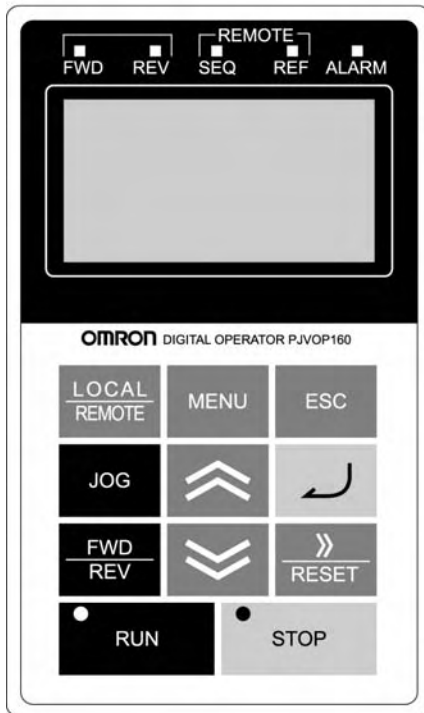 REMOTE
FWD REV SEQ REF ALARM
OMRON DIGITAL OPERATOR PJVOP160
LOCAL
REMOTE
MENU
ESC
JOG
FWD
REV
RESET
RUN
STOP